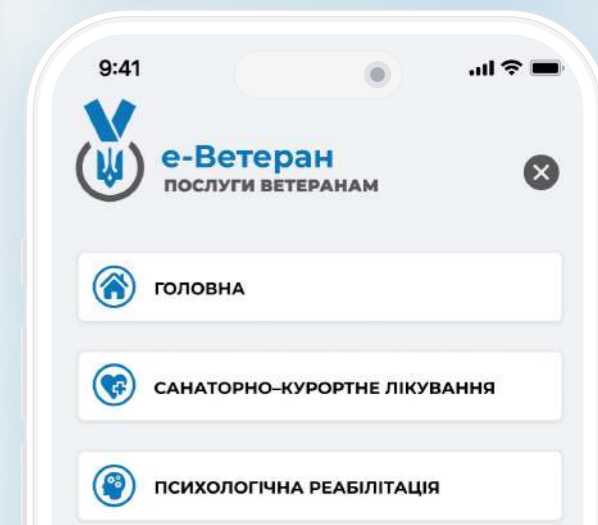 9:41
е-Ветеран
ПОСЛУГИ ВЕТЕРАНАМ
ГОЛОВНА
САНАТОРНО–КУРОРТНЕ ЛІКУВАННЯ
ПСИХОЛОГІЧНА РЕАБІЛІТАЦІЯ